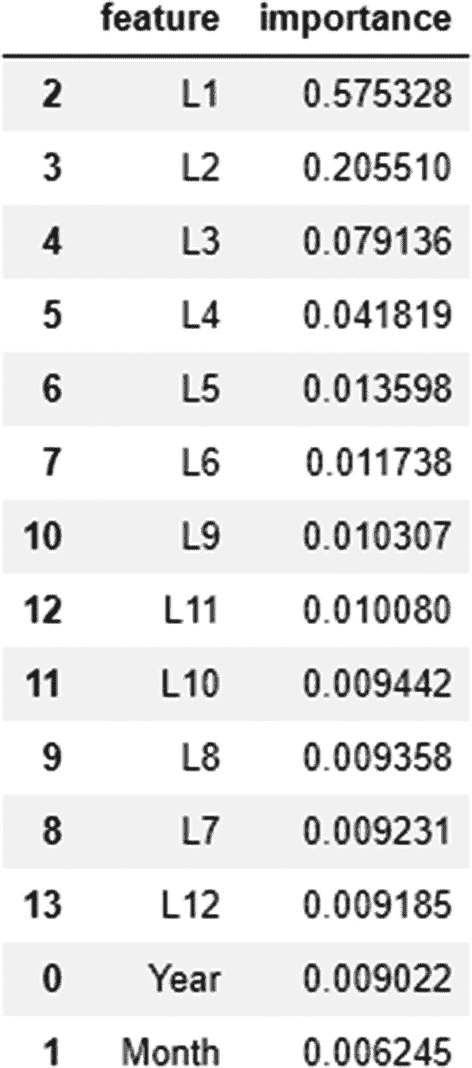 feature importance
2 L1 0.575328
3 L2 0.205510
4 L3 0.079136
5 L4 0.041819
6 L5 0.013598
7 L6 0.011738
10 L9 0.010307
12 L11 0.010080
11 L10 0.009442
9 L8 0.009358
8 L7 0.009231
13 L12 0.009185
0 Year 0.009022
1 Month 0.006245